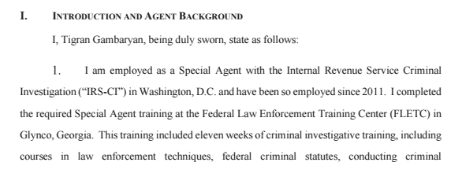 I. INTRODUCTION AND AGENT BACKGROUND
I, Tigran Gambaryan, being duly sworn, state as follows:
1. I am employed as a Special Agent with the Internal Revenue Service Criminal
Investigation (“IRS-CI”) in Washington, D.C. and have been so employed since 2011. I completed
the required Special Agent training at the Federal Law Enforcement Training Center (FLETC) in
Glynco, Georgia. This training included eleven weeks of criminal investigative training, including
courses in law enforcement techniques, federal criminal statutes, conducting criminal